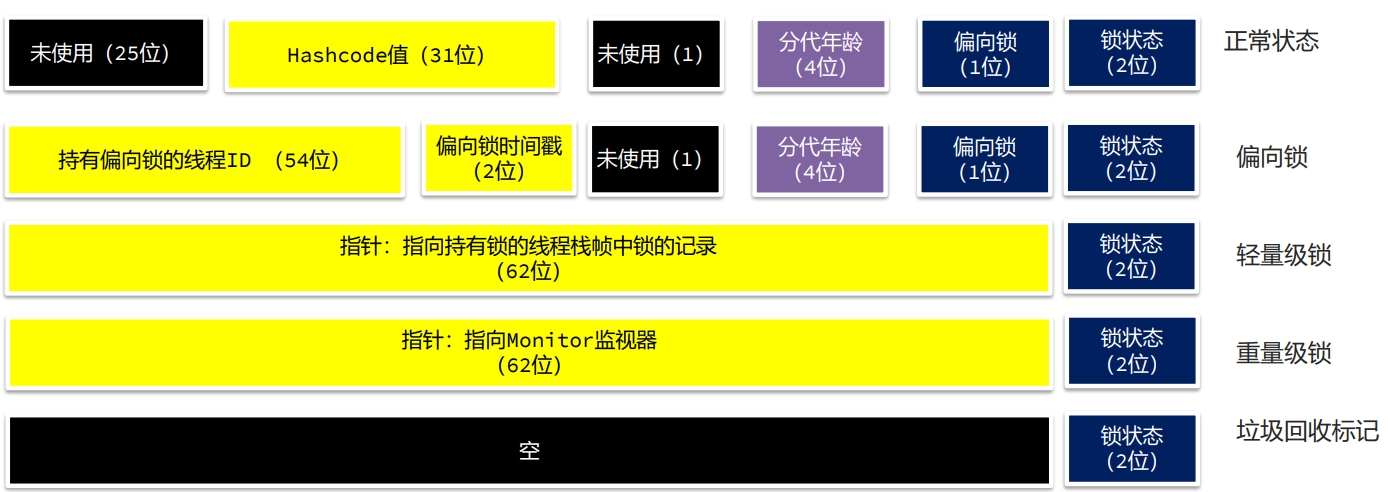 未使用（25位）
Hashcode值（31位）
未使用（1）
分代年龄
（4位）
偏向锁
（1位）
锁状态
（2位）
正常状态
持有偏向锁的线程ID （54位）
偏向锁时间戳
（2位）
未使用（1）
分代年龄
（4位）
偏向锁
（1位）
锁状态
（2位）
偏向锁
指针：指向持有锁的线程栈帧中锁的记录
（62位）
锁状态
（2位）
轻量级锁
指针：指向Monitor监视器
（62位）
锁状态
（2位）
重量级锁
空
锁状态
（2位）
垃圾回收标记